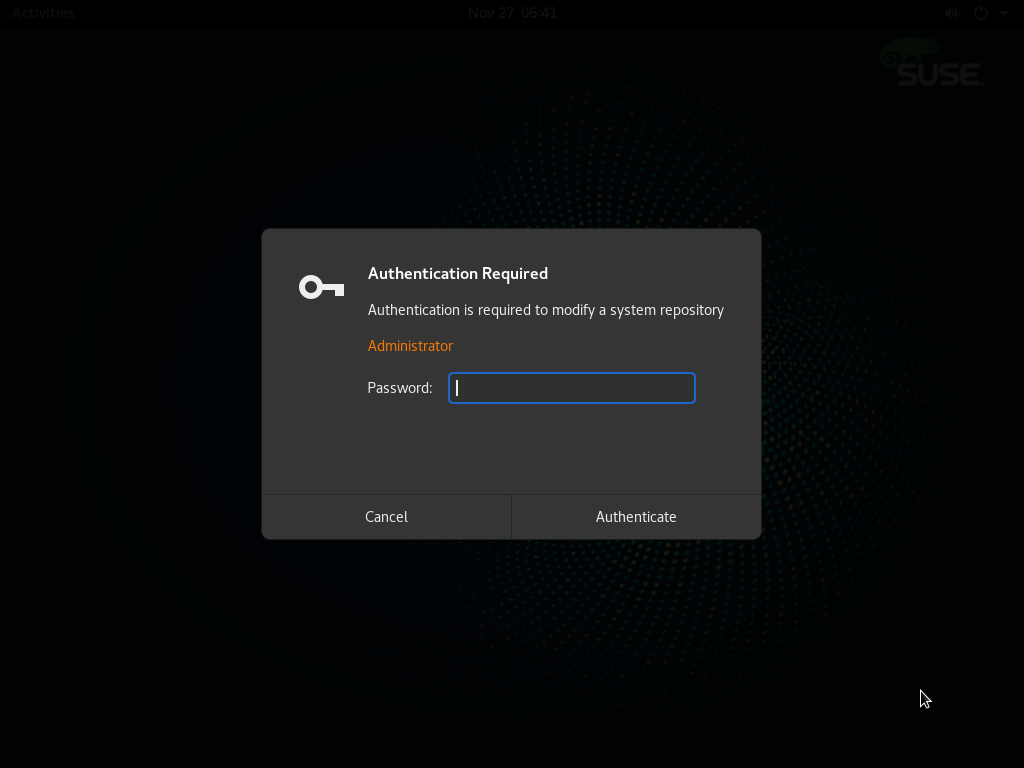 Activities
Nov 27 06:41
SUSE
Authentication Required
Authentication is required to modify a system repository
Administrator
Password:
Cancel
Authenticate